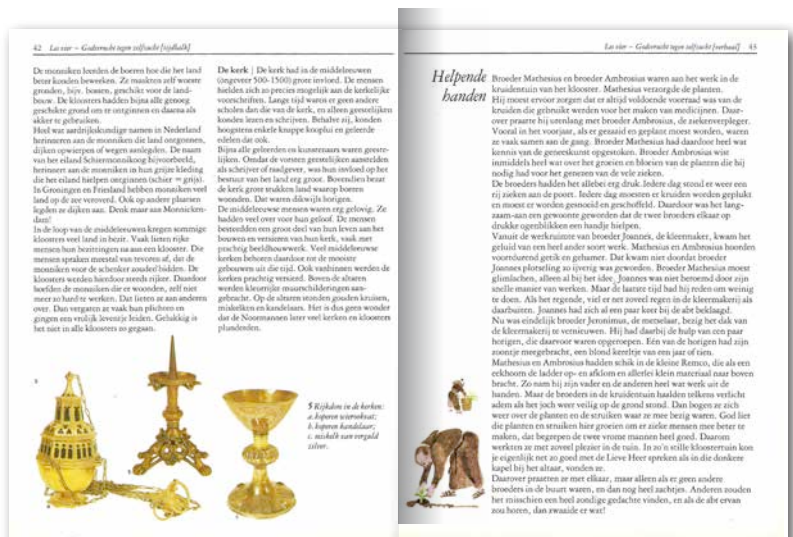 42 Les vier – Godsvrucht tegen zelfzucht [tijdbalk]
De monniken leerden de boeren hoe die het land
beter konden bewerken. Ze maakten zelf woeste
gronden, bijv. bossen, geschikt voor de land-
bouw. De kloosters hadden bijna alle genoeg
geschikte grond om te ontginnen en daarna als
akker te gebruiken.
Heel wat aardrijkskundige namen in Nederland
herinneren aan de monniken die land ontgonnen,
dijken opwierpen of wegen aanlegden. De naam
van het eiland Schiermonnikoog bijvoorbeeld,
herinnert aan de monniken in hun grijze kleding
die het eiland hielpen ontginnen (schier = grijs).
In Groningen en Friesland hebben monniken veel
land op de zee veroverd. Ook op andere plaatsen
legden ze dijken aan. Denk maar aan Monnicken-
dam!
In de loop van de middeleeuwen kregen sommige
kloosters veel land in bezit. Vaak lieten rijke
mensen hun bezittingen na aan een klooster. Die
mensen spraken meestal van tevoren af, dat de
monniken voor de schenker zouden bidden. De
kloosters werden hierdoor steeds rijker. Daardoor
hoefden de monniken die er woonden, zelf niet
meer zo hard te werken. Dat lieten ze aan anderen
over. Dan vergaten ze vaak hun plichten en
gingen een vrolijk leventje leiden. Gelukkig is
het niet in alle kloosters zo gegaan.
De kerk | De kerk had in de middeleeuwen
(ongeveer 500-1500) grote invloed. De mensen
hielden zich zo precies mogelijk aan de kerkelijke
voorschriften. Lange tijd waren er geen andere
scholen dan die van de kerk, en alleen geestelijken
konden lezen en schrijven. Behalve zij, konden
hoogstens enkele knappe kooplui en geleerde
edelen dat ook.
Bijna alle geleerden en kunstenaars waren geeste-
lijken. Omdat de vorsten geestelijken aanstelden
als schrijver of raadgever, was hun invloed op het
bestuur van het land erg groot. Bovendien bezat
de kerk grote stukken land waarop boeren
woonden. Dat waren dikwijls horigen.
De middeleeuwse mensen waren erg gelovig. Ze
hadden veel over voor hun geloof. De mensen
besteedden een groot deel van hun leven aan het
bouwen en versieren van hun kerk, vaak met
prachtig beeldhouwwerk. Veel middeleeuwse
kerken behoren daardoor tot de mooiste
gebouwen uit die tijd. Ook vanbinnen werden de
kerken prachtig versierd. Boven de altaren
werden kleurrijke muurschilderingen aan-
gebracht. Op de altaren stonden gouden kruisen,
miskelken en kandelaars. Het is dus geen wonder
dat de Noormannen later veel kerken en kloosters
plunderden.
5 Rijkdom in de kerken:
a. koperen wierookvat;
b. koperen kandelaar;
c. miskelk van verguld
zilver.
Les vier – Godsvrucht tegen zelfzucht [verhaal] 43
Helpende
handen
Broeder Mathesius en broeder Ambrosius waren aan het werk in de
kruidentuin van het klooster. Mathesius verzorgde de planten.
Hij moest ervoor zorgen dat er altijd voldoende voorraad was van de
kruiden die gebruikt werden voor het maken van medicijnen. Daar-
over praatte hij urenlang met broeder Ambrosius, de ziekenverpleger.
Vooral in het voorjaar, als er gezaaid en geplant moest worden, waren
ze vaak samen aan de gang. Broeder Mathesius had daardoor heel wat
kennis van de geneeskunst opgestoken. Broeder Ambrosius wist
inmiddels heel wat over het groeien en bloeien van de planten die hij
nodig had voor het genezen van de vele zieken.
De broeders hadden het allebei erg druk. Iedere dag stond er weer een
rij zieken aan de poort. Iedere dag moesten er kruiden worden geplukt
en moest er worden gesnoeid en geschoffeld. Daardoor was het lang-
zaam-aan een gewoonte geworden dat de twee broeders elkaar op
drukke ogenblikken een handje hielpen.
Vanuit de werkruimte van broeder Joannes, de kleermaker, kwam het
geluid van een heel ander soort werk. Mathesius en Ambrosius hoorden
voortdurend getik en gehamer. Dat kwam niet doordat broeder
Joannes plotseling zo ijverig was geworden. Broeder Mathesius moest
glimlachen, alleen al bij het idee. Joannes was niet beroemd door zijn
snelle manier van werken. Maar de laatste tijd had hij reden om weinig
te doen. Als het regende, viel er net zoveel regen in de kleermakerij als
daarbuiten. Joannes had zich al een paar keer bij de abt beklaagd.
Nu was eindelijk broeder Jeronimus, de metselaar, bezig het dak van
de kleermakerij te vernieuwen. Hij had daarbij de hulp van een paar
horigen, die daarvoor waren opgeroepen. Eén van de horigen had zijn
zoontje meegebracht, een blond kereltje van een jaar of tien.
Mathesius en Ambrosius hadden schik in de kleine Remco, die als een
eekhoorn de ladder op- en afklom en allerlei klein materiaal naar boven
bracht. Zo nam hij zijn vader en de anderen heel wat werk uit de
handen. Maar de broeders in de kruidentuin haalden telkens verlicht
adem als het joch weer veilig op de grond stond. Dan bogen ze zich
weer over de planten en de struiken waar ze mee bezig waren. God liet
die planten en struiken hier groeien om er zieke mensen mee beter te
maken, dat begrepen de twee vrome mannen heel goed. Daarom
werkten ze met zoveel plezier in de tuin. In zo'n stille kloostertuin kon
je eigenlijk net zo goed met de Lieve Heer spreken als in die donkere
kapel bij het altaar, vonden ze.
Daarover praatten ze met elkaar, maar alleen als er geen andere
broeders in de buurt waren, en dan nog heel zachtjes. Anderen zouden
het misschien een heel zondige gedachte vinden, en als de abt ervan
zou horen, dan zwaaide er wat!